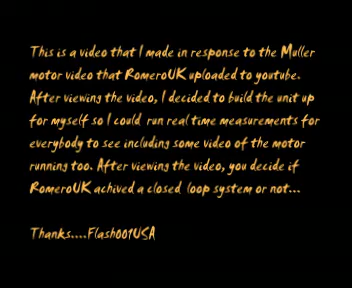 This is a video that I made in response to the Muller
motor video that RomeroUK uploaded to youtube.
After viewing the video, I decided to build the unit up
for myself so I could run real time measurements for
everybody to see including some video of the motor
running too. After viewing the video, you decide if
RomeroUK achived a closed loop system or not...
Thanks....Flash001USA